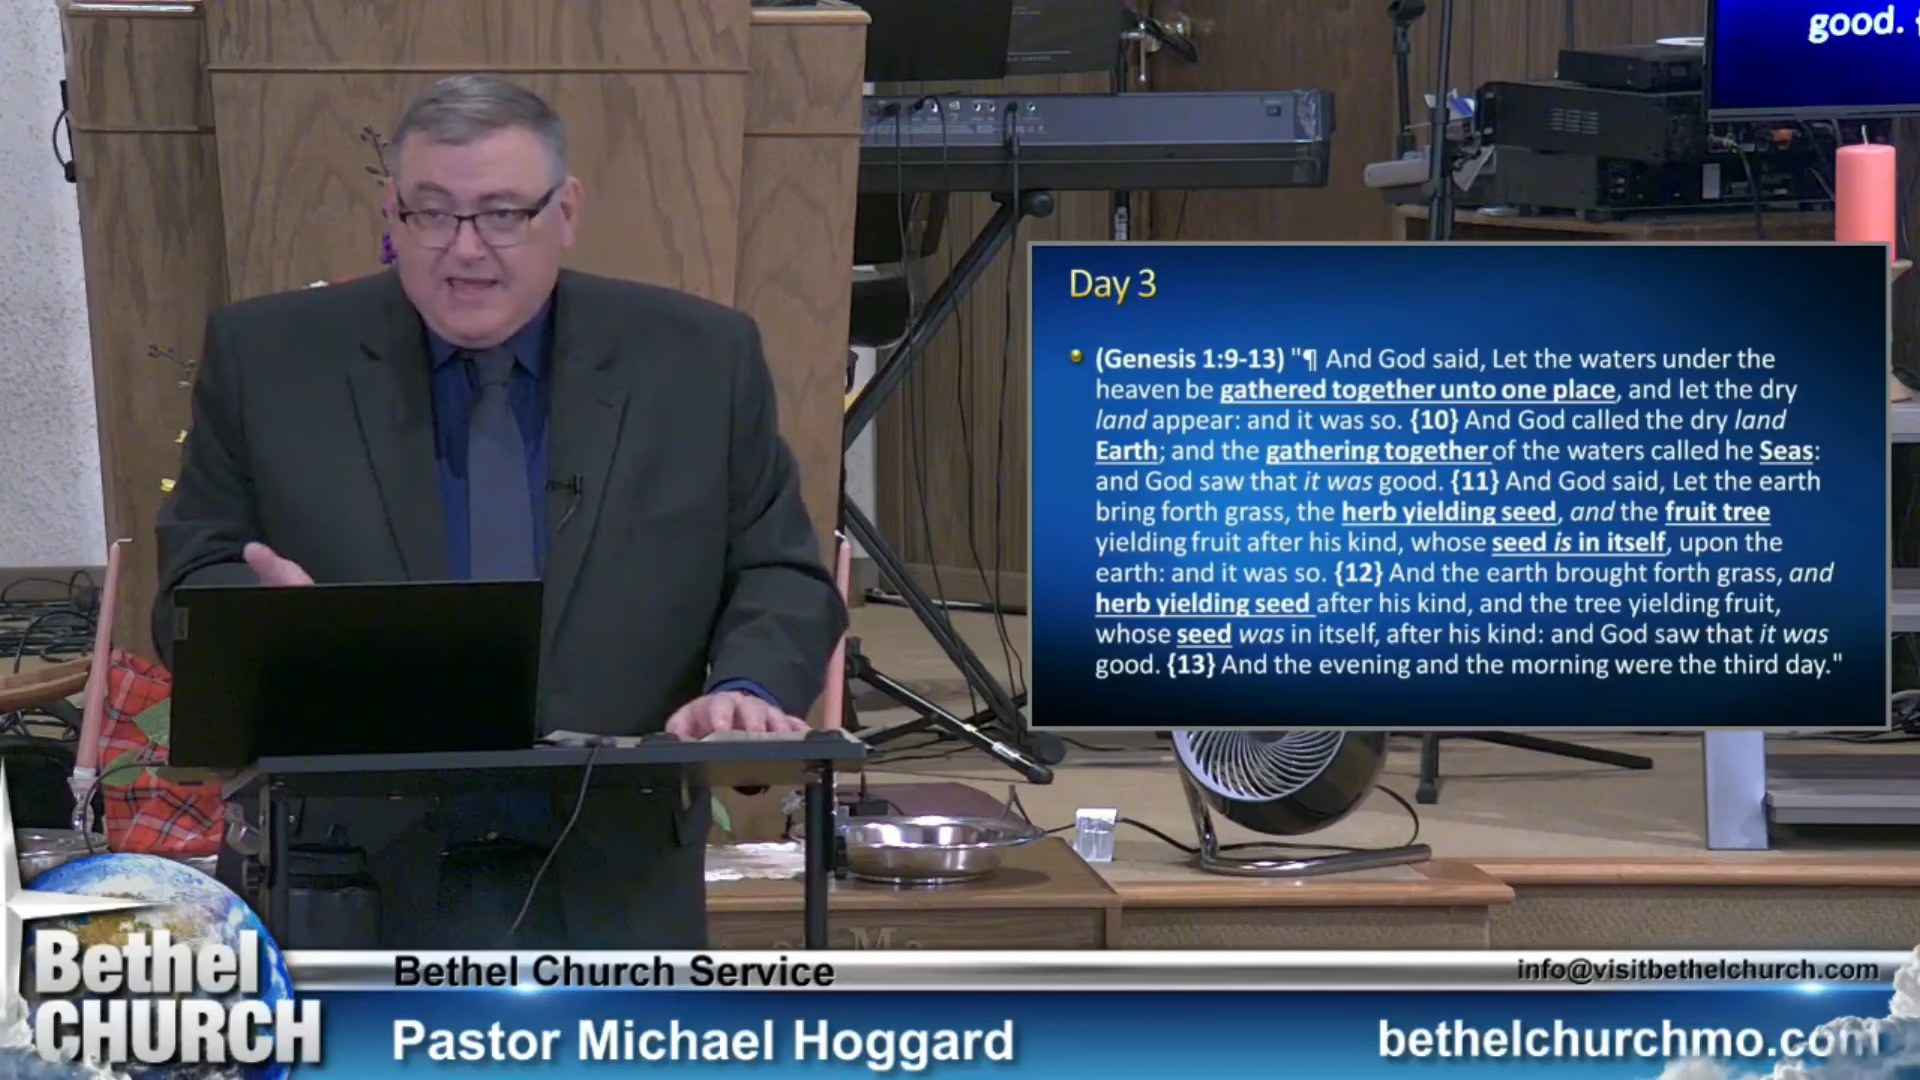 good.
Day 3
(Genesis 1:9-13) "¶ And God said, Let the waters under the
heaven be gathered together unto one place, and let the dry
land appear: and it was so. {10} And God called the dry land
Earth; and the gathering together of the waters called he Seas:
and God saw that it was good. {11} And God said, Let the earth
bring forth grass, the herb yielding seed, and the fruit tree
yielding fruit after his kind, whose seed is in itself, upon the
earth: and it was so. {12} And the earth brought forth grass, and
herb yielding seed after his kind, and the tree yielding fruit,
whose seed was in itself, after his kind: and God saw that it was
good. {13} And the evening and the morning were the third day."
Bethel
CHURCH
Bethel Church Service
info@visitbethelchurch.com
Pastor Michael Hoggard
bethelchurchmo.com